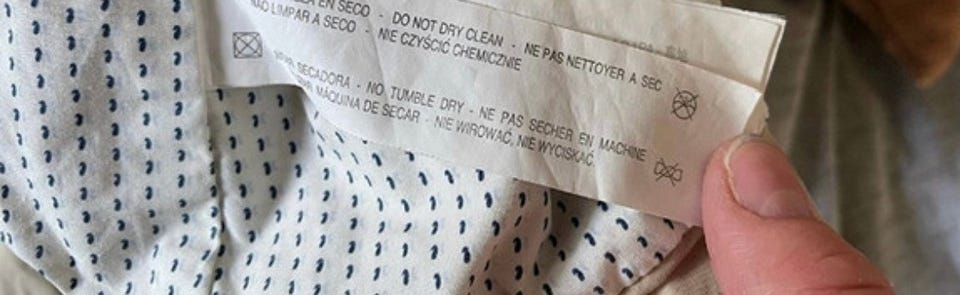 EN SECO - DO NOT DRY CLEAN - NE PAS NETTOYER A SEC
NÃO LIMPAR A SECO - NIE CZYŚCIĆ CHEMICZNIE
SECADORA - NO TUMBLE DRY - NE PAS SECHER EN MACHINE
MÁQUINA DE SECAR - NIE WIROWAĆ, NIE WYCISKAĆ